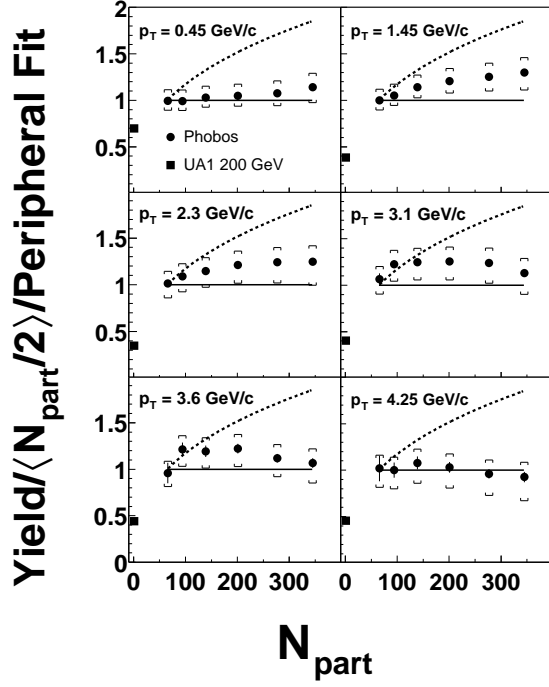 Yield/⟨N_part/2⟩/Peripheral Fit
2
1.5
1
0.5
0
p_T = 0.45 GeV/c
p_T = 1.45 GeV/c
Phobos
UA1 200 GeV
1.5
1
0.5
p_T = 2.3 GeV/c
p_T = 3.1 GeV/c
1.5
1
0.5
0
p_T = 3.6 GeV/c
p_T = 4.25 GeV/c
0 100 200 300 0 100 200 300
N_part